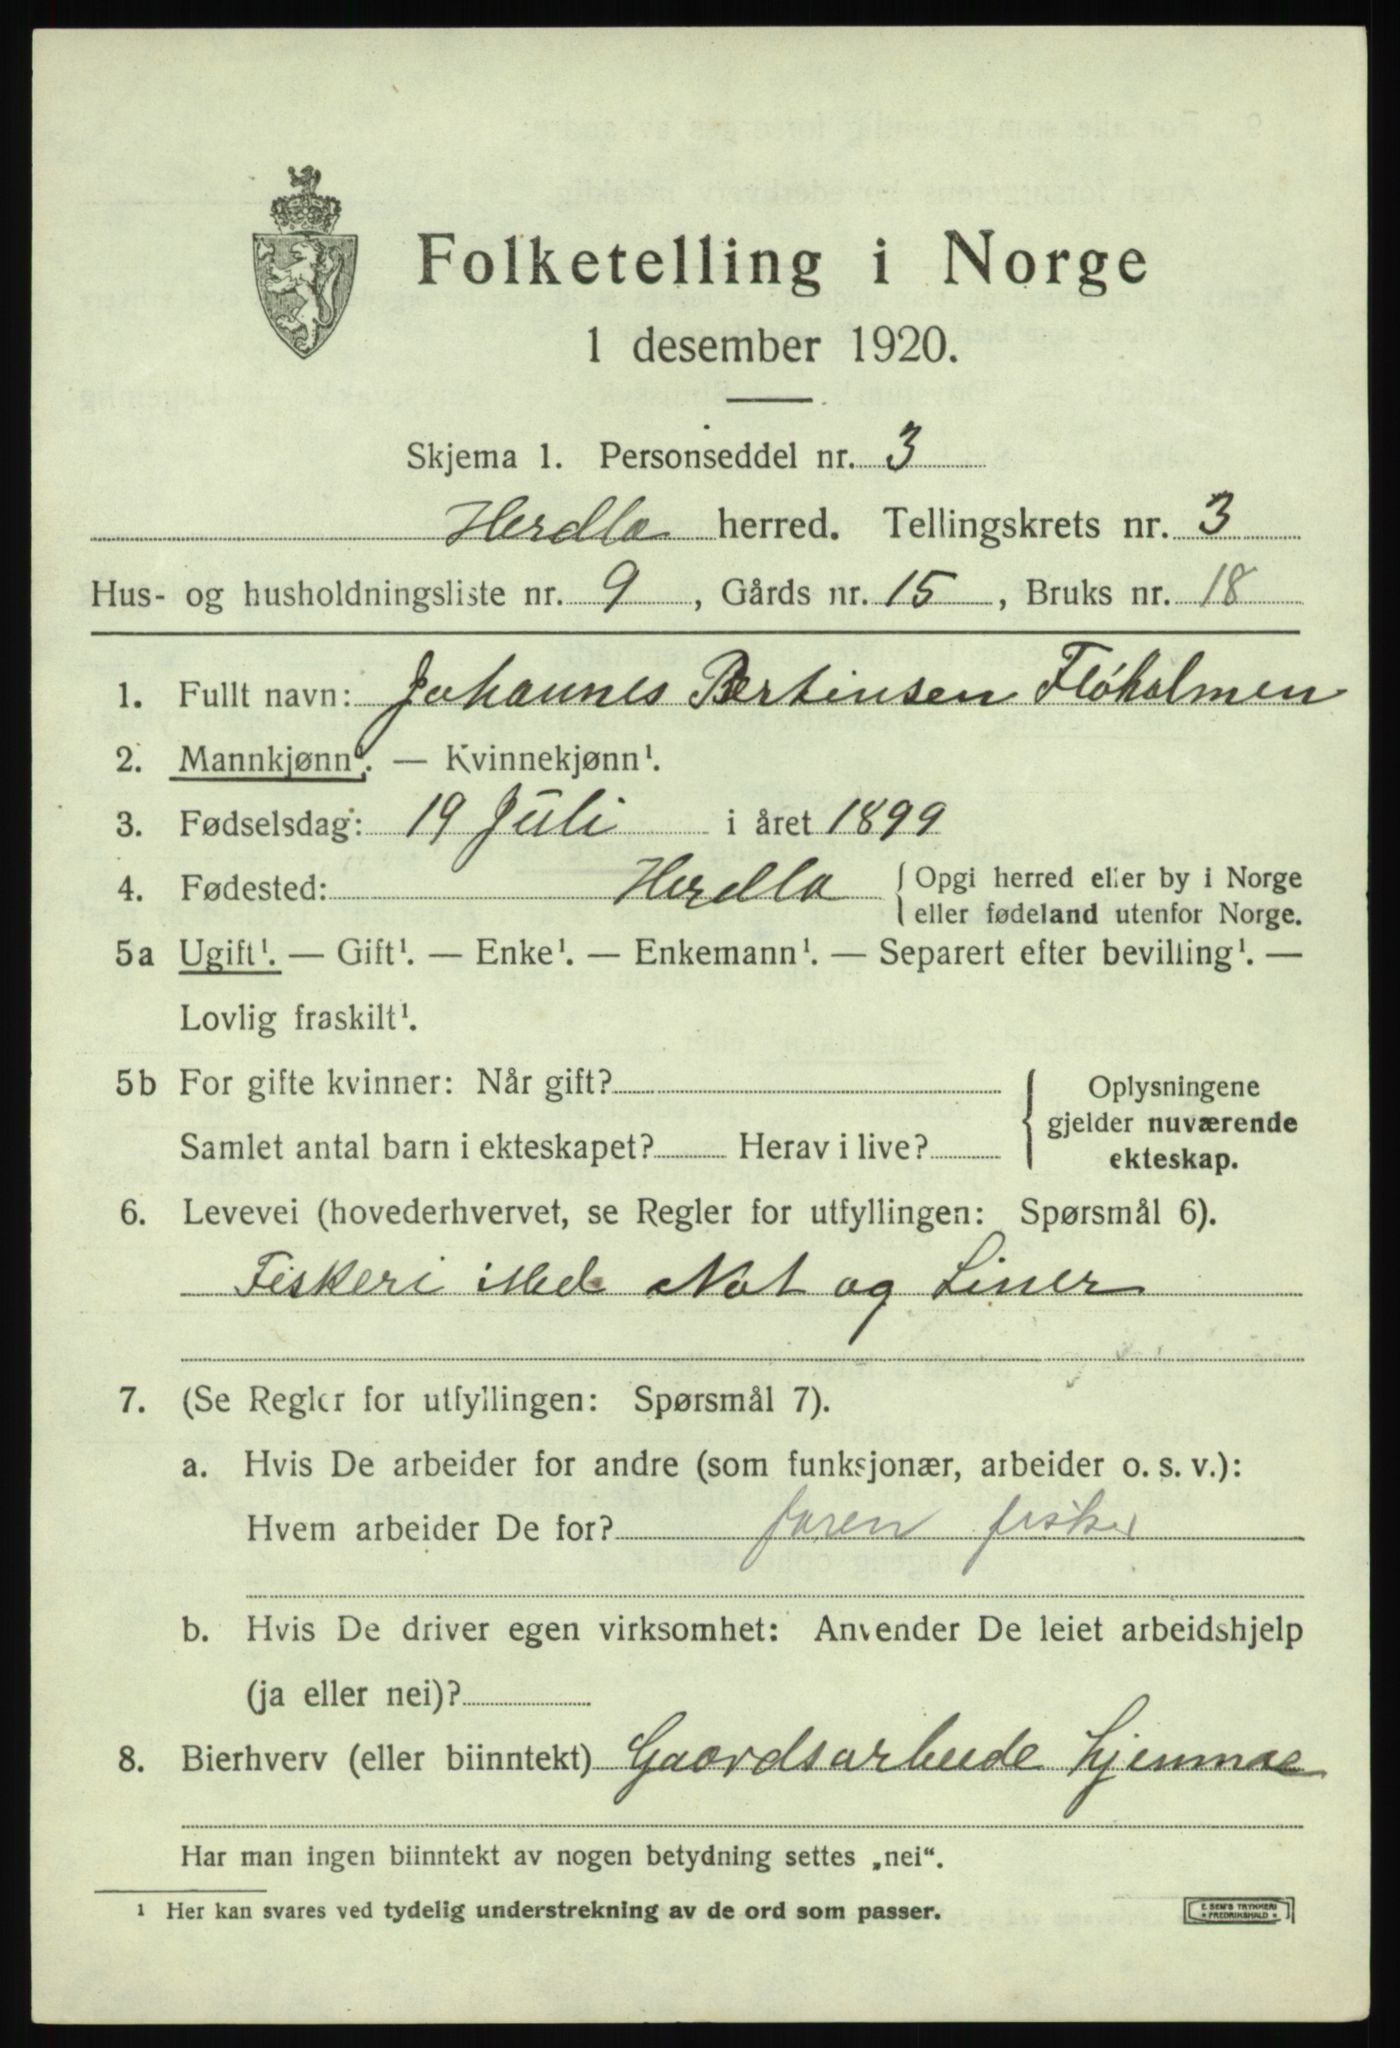 Folketelling i Norge
1 desember 1920.
Skjema 1. Personseddel nr. 3
Herdla herred. Tellingskrets nr. 3
Hus- og husholdningsliste nr. 9, Gårds nr. 15, Bruks nr. 18
1. Fullt navn: Johannes Bertinsen Fløholmen
2. Mannkjønn¹. — Kvinnekjønn¹.
3. Fødselsdag: 19 Juli i året 1899
4. Fødested: Herdla { Opgi herred eller by i Norge
eller fødeland utenfor Norge.
5a Ugift¹. — Gift¹. — Enke¹. — Enkemann¹. — Separert efter bevilling¹. —
Lovlig fraskilt¹.
5b For gifte kvinner: Når gift? { Oplysningene
gjelder nuværende
Samlet antal barn i ekteskapet? Herav i live?
ekteskap.
6. Levevei (hovederhvervet, se Regler for utfyllingen: Spørsmål 6).
Fiskeri Med Not og Liner
7. (Se Regler for utfyllingen: Spørsmål 7).
a. Hvis De arbeider for andre (som funksjonær, arbeider o. s. v.):
Hvem arbeider De for? faren fisker
b. Hvis De driver egen virksomhet: Anvender De leiet arbeidshjelp
(ja eller nei)?
8. Bierhverv (eller biinntekt) Gaardsarbeide hjemme
Har man ingen biinntekt av nogen betydning settes „nei“.
¹ Her kan svares ved tydelig understrekning av de ord som passer.
E. SEM'S TRYKKERI
* FREDRIKSHALD *